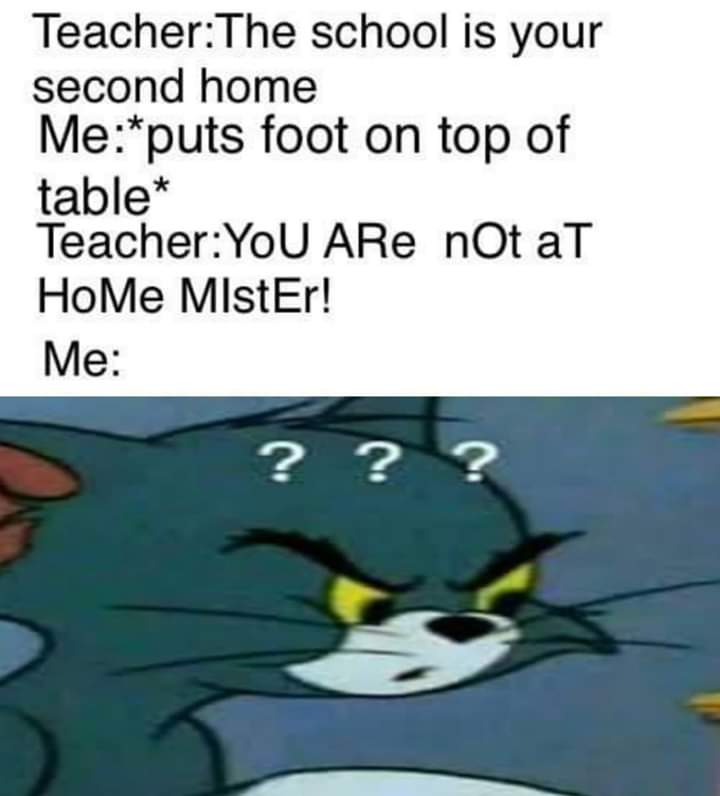 Teacher:The school is your
second home
Me:*puts foot on top of
table*
Teacher:YoU ARe nOt aT
HoMe MIstEr!
Me:
? ? ?